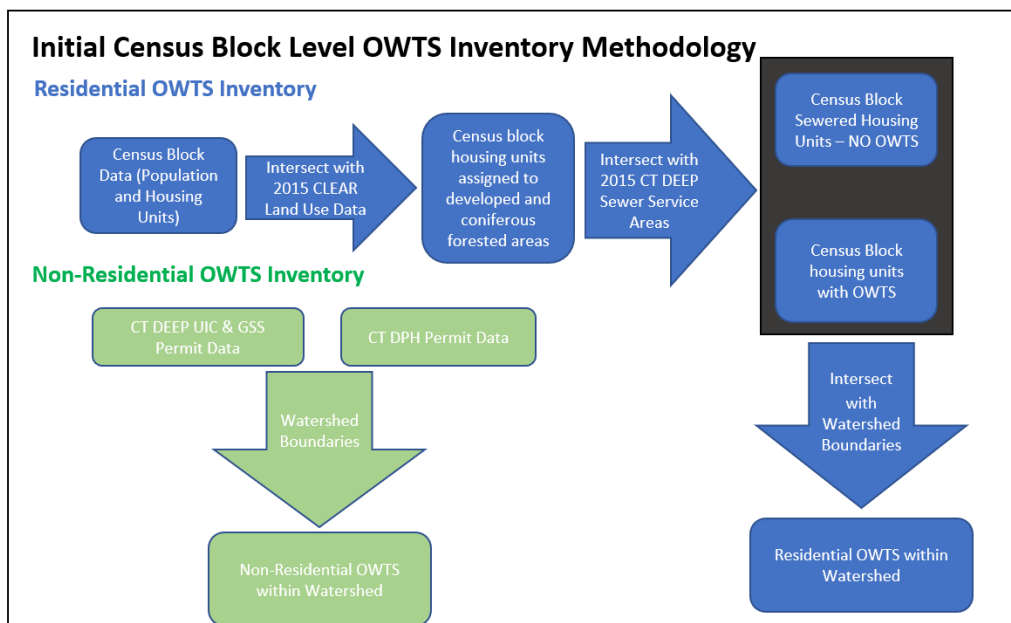 Initial Census Block Level OWTS Inventory Methodology
Residential OWTS Inventory
Census Block
Data (Population
and Housing
Units)
Intersect with
2015 CLEAR
Land Use Data
Census block
housing units
assigned to
developed and
coniferous
forested areas
Intersect with
2015 CT DEEP
Sewer Service
Areas
Census Block
Sewered Housing
Units – NO OWTS
Census Block
housing units
with OWTS
Intersect
with
Watershed
Boundaries
Residential OWTS within
Watershed
Non-Residential OWTS Inventory
CT DEEP UIC & GSS
Permit Data
CT DPH Permit Data
Watershed
Boundaries
Non-Residential OWTS
within Watershed